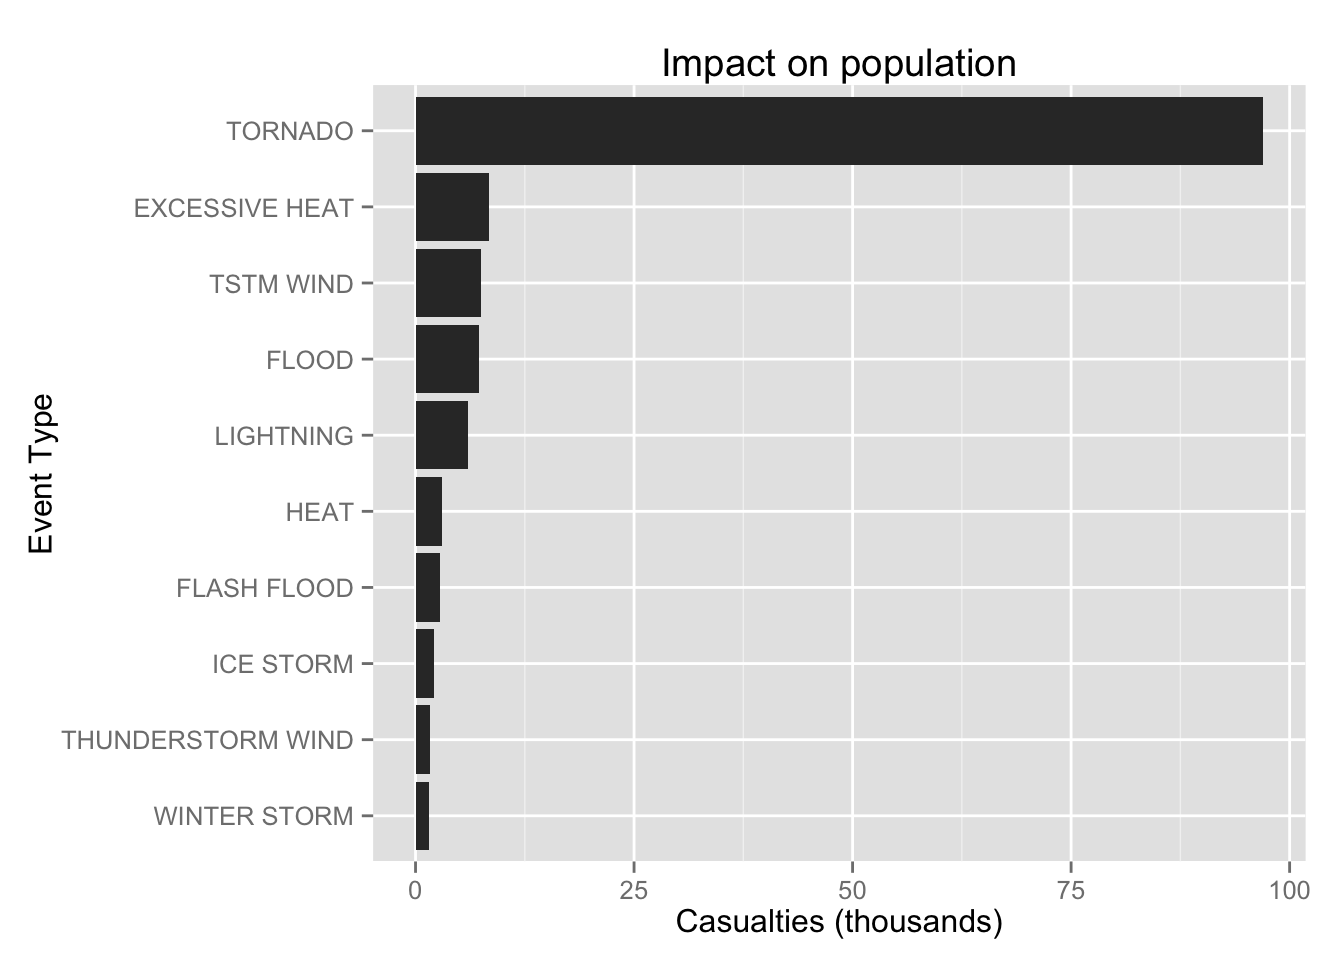 Impact on population
TORNADO
EXCESSIVE HEAT
TSTM WIND
FLOOD
LIGHTNING
HEAT
FLASH FLOOD
ICE STORM
THUNDERSTORM WIND
WINTER STORM
Event Type
0 25 50 75 100
Casualties (thousands)